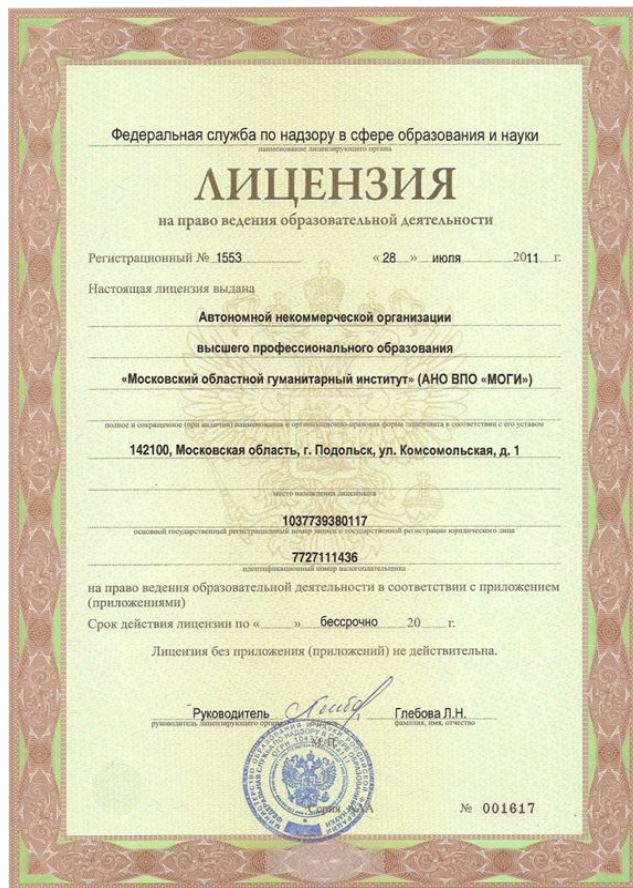 Федеральная служба по надзору в сфере образования и науки
наименование лицензирующего органа
ЛИЦЕНЗИЯ
на право ведения образовательной деятельности
Регистрационный № 1553 « 28 » июля 2011 г.
Настоящая лицензия выдана
Автономной некоммерческой организации
высшего профессионального образования
«Московский областной гуманитарный институт» (АНО ВПО «МОГИ»)
полное и сокращенное (при наличии) наименования и организационно-правовая форма лицензиата в соответствии с его уставом
142100, Московская область, г. Подольск, ул. Комсомольская, д. 1
место нахождения лицензиата
1037739380117
основной государственный регистрационный номер записи о государственной регистрации юридического лица
7727111436
идентификационный номер налогоплательщика
на право ведения образовательной деятельности в соответствии с приложением
(приложениями)
Срок действия лицензии по « » бессрочно 20 г.
Лицензия без приложения (приложений) не действительна.
Руководитель Глебова Л.Н.
руководитель лицензирующего фамилия, имя, отчество
М.П.
Серия ААА № 001617